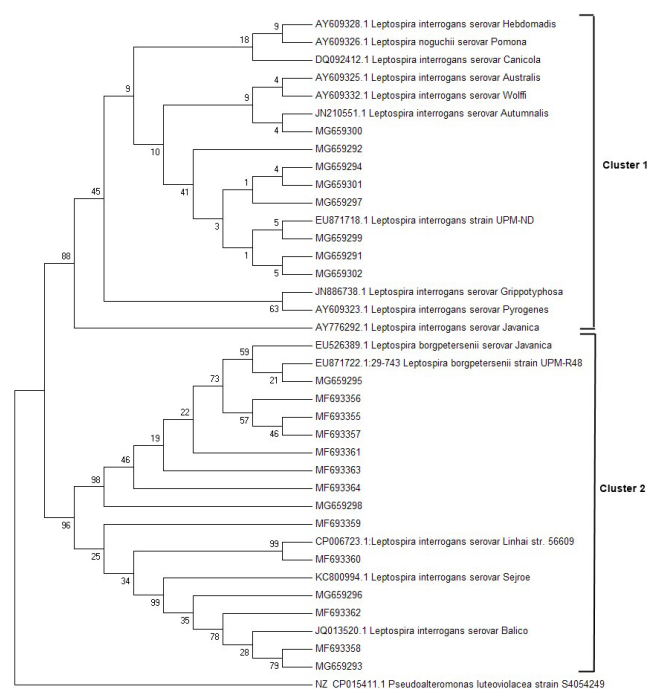 AY609328.1 Leptospira interrogans serovar Hebdomadis
9
18
AY609326.1 Leptospira noguchii serovar Pomona
DQ092412.1 Leptospira interrogans serovar Canicola
9
4
AY609325.1 Leptospira interrogans serovar Australis
9
AY609332.1 Leptospira interrogans serovar Wolffi
JN210551.1 Leptospira interrogans serovar Autumnalis
4
MG659300
10
MG659292
Cluster 1
4
MG659294
1
MG659301
41
45
MG659297
3
5
EU871718.1 Leptospira interrogans strain UPM-ND
MG659299
1
MG659291
88
5
MG659302
JN886738.1 Leptospira interrogans serovar Grippotyphosa
63
AY609323.1 Leptospira interrogans serovar Pyrogenes
AY776292.1 Leptospira interrogans serovar Javanica
59
EU526389.1 Leptospira borgpetersenii serovar Javanica
EU871722.1:29-743 Leptospira borgpetersenii strain UPM-R48
73
21
MG659295
MF693356
22
57
MF693355
46
MF693357
19
MF693361
46
MF693363
98
MF693364
Cluster 2
MG659298
96
MF693359
25
99
CP006723.1:Leptospira interrogans serovar Linhai str. 56609
MF693360
34
KC800994.1 Leptospira interrogans serovar Sejroe
99
MG659296
35
MF693362
78
JQ013520.1 Leptospira interrogans serovar Balico
28
MF693358
79
MG659293
NZ CP015411.1 Pseudoalteromonas luteoviolacea strain S4054249